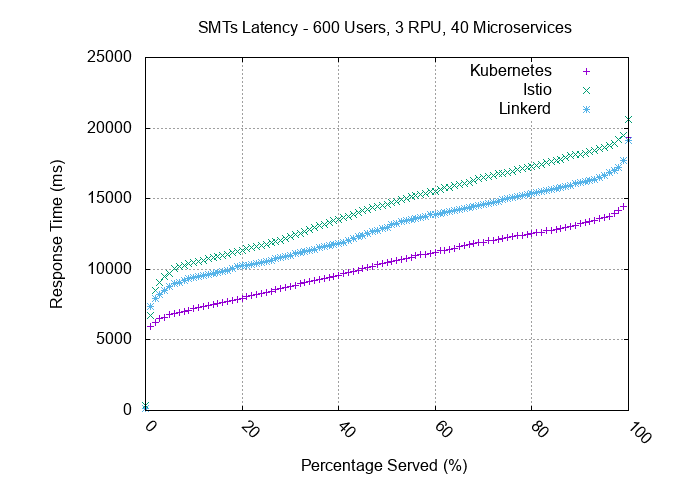 SMTs Latency - 600 Users, 3 RPU, 40 Microservices
25000
20000
15000
10000
5000
0
Response Time (ms)
Kubernetes
Istio
Linkerd
0
20
40
60
80
100
Percentage Served (%)